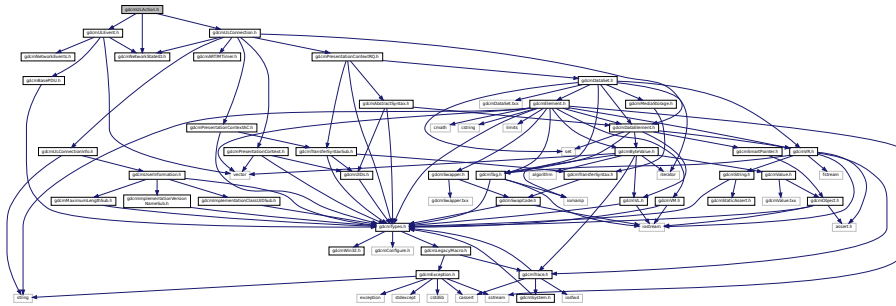 gdcmULAction.h
gdcmULEvent.h
gdcmULConnection.h
gdcmNetworkEvents.h
gdcmNetworkStateID.h
gdcmARTIMTimer.h
gdcmPresentationContextRQ.h
gdcmBasePDU.h
gdcmDataSet.h
gdcmDataSet.txx
gdcmElement.h
gdcmMediaStorage.h
gdcmAbstractSyntax.h
gdcmPresentationContextAC.h
cmath
cstring
limits
gdcmDataElement.h
gdcmULConnectionInfo.h
gdcmPresentationContext.h
gdcmTransferSyntaxSub.h
set
gdcmByteValue.h
gdcmSmartPointer.h
gdcmVR.h
gdcmUserInformation.h
vector
gdcmUIDs.h
gdcmSwapper.h
gdcmTag.h
algorithm
gdcmTransferSyntax.h
iterator
gdcmString.h
gdcmValue.h
fstream
gdcmMaximumLengthSub.h
gdcmImplementationVersion
NameSub.h
gdcmImplementationClassUIDSub.h
gdcmSwapper.txx
gdcmSwapCode.h
iomanip
gdcmVL.h
gdcmVM.h
gdcmStaticAssert.h
gdcmValue.txx
gdcmObject.h
gdcmTypes.h
iostream
assert.h
gdcmWin32.h
gdcmConfigure.h
gdcmLegacyMacro.h
gdcmException.h
gdcmTrace.h
string
exception
stdexcept
cstdlib
cassert
sstream
gdcmSystem.h
iosfwd